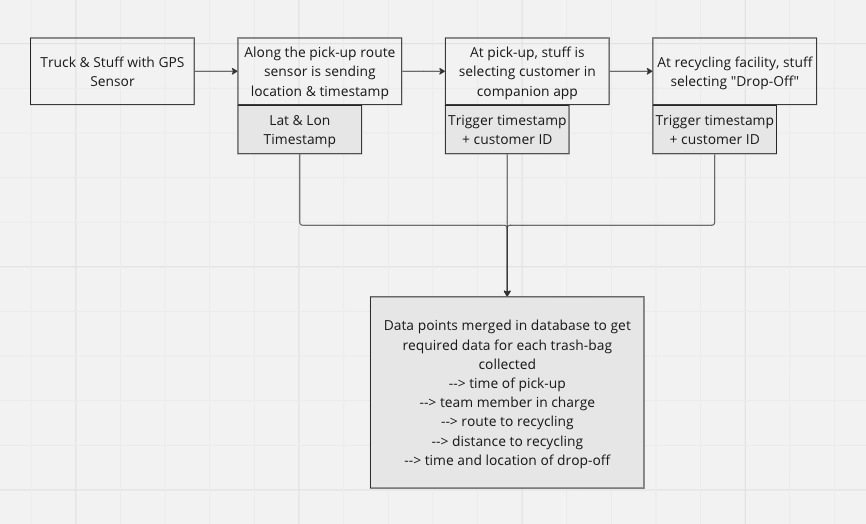 Truck & Stuff with GPS
Sensor
Along the pick-up route
sensor is sending
location & timestamp
At pick-up, stuff is
selecting customer in
companion app
At recycling facility, stuff
selecting "Drop-Off"
Lat & Lon
Timestamp
Trigger timestamp
+ customer ID
Trigger timestamp
+ customer ID
Data points merged in database to get
required data for each trash-bag
collected
--> time of pick-up
--> team member in charge
--> route to recycling
--> distance to recycling
--> time and location of drop-off